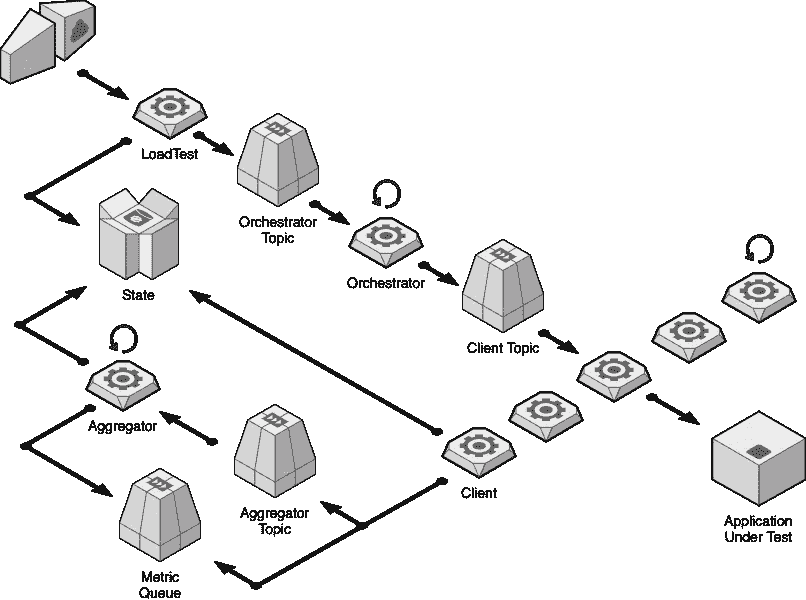 LoadTest
Orchestrator
Topic
Orchestrator
State
Client Topic
Aggregator
Client
Aggregator
Topic
Application
Under Test
Metric
Queue